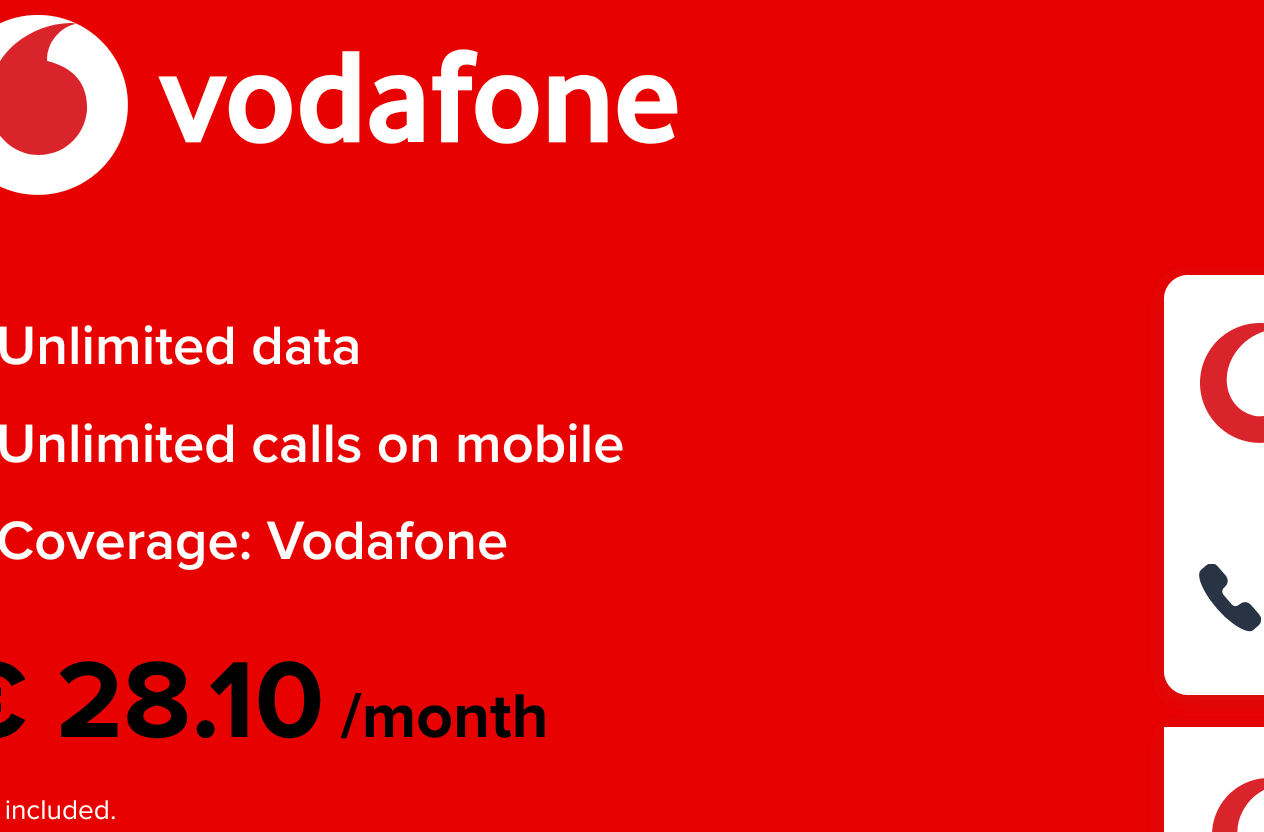 vodafone
Unlimited data
Unlimited calls on mobile
Coverage: Vodafone
€ 28.10 /month
included.